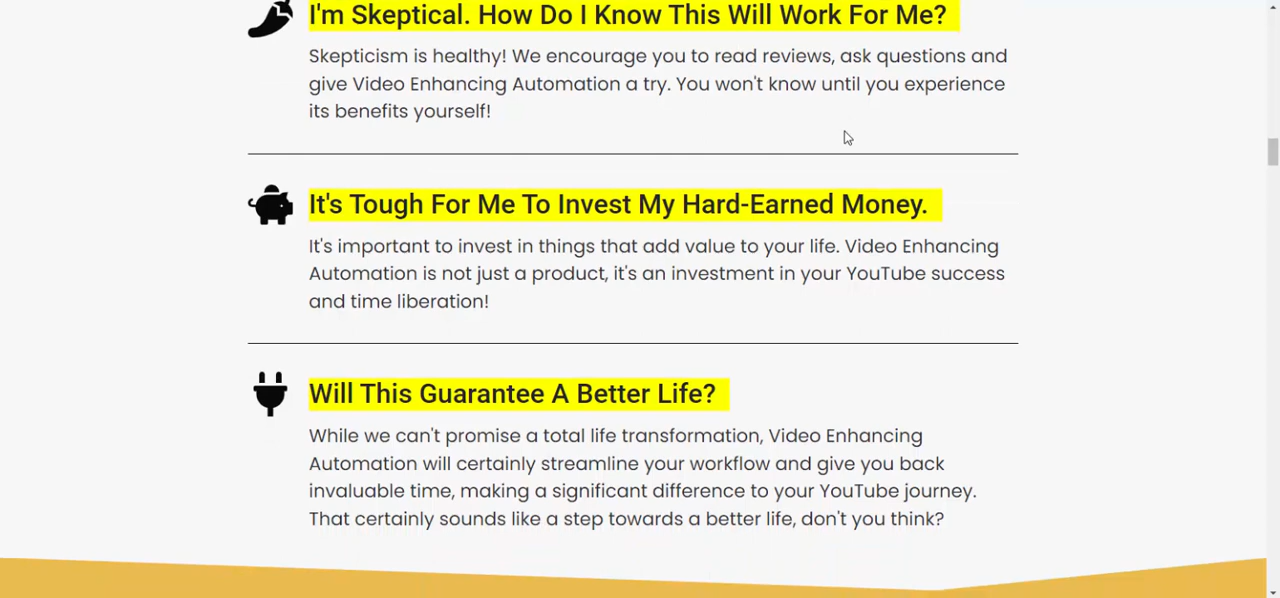 I'm Skeptical. How Do I Know This Will Work For Me?
Skepticism is healthy! We encourage you to read reviews, ask questions and
give Video Enhancing Automation a try. You won't know until you experience
its benefits yourself!
It's Tough For Me To Invest My Hard-Earned Money.
It's important to invest in things that add value to your life. Video Enhancing
Automation is not just a product, it's an investment in your YouTube success
and time liberation!
Will This Guarantee A Better Life?
While we can't promise a total life transformation, Video Enhancing
Automation will certainly streamline your workflow and give you back
invaluable time, making a significant difference to your YouTube journey.
That certainly sounds like a step towards a better life, don't you think?